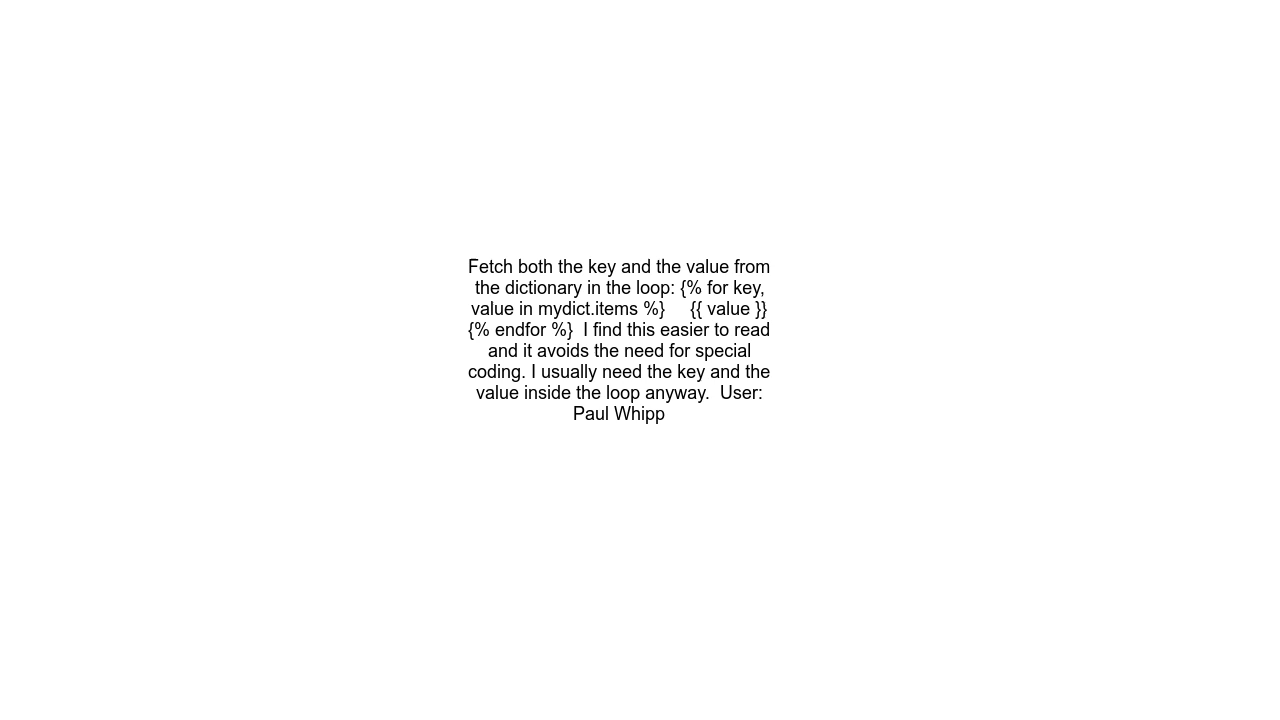 Fetch both the key and the value from
the dictionary in the loop: {% for key,
value in mydict.items %}     {{ value }}
{% endfor %}  I find this easier to read
and it avoids the need for special
coding. I usually need the key and the
value inside the loop anyway.  User:
Paul Whipp